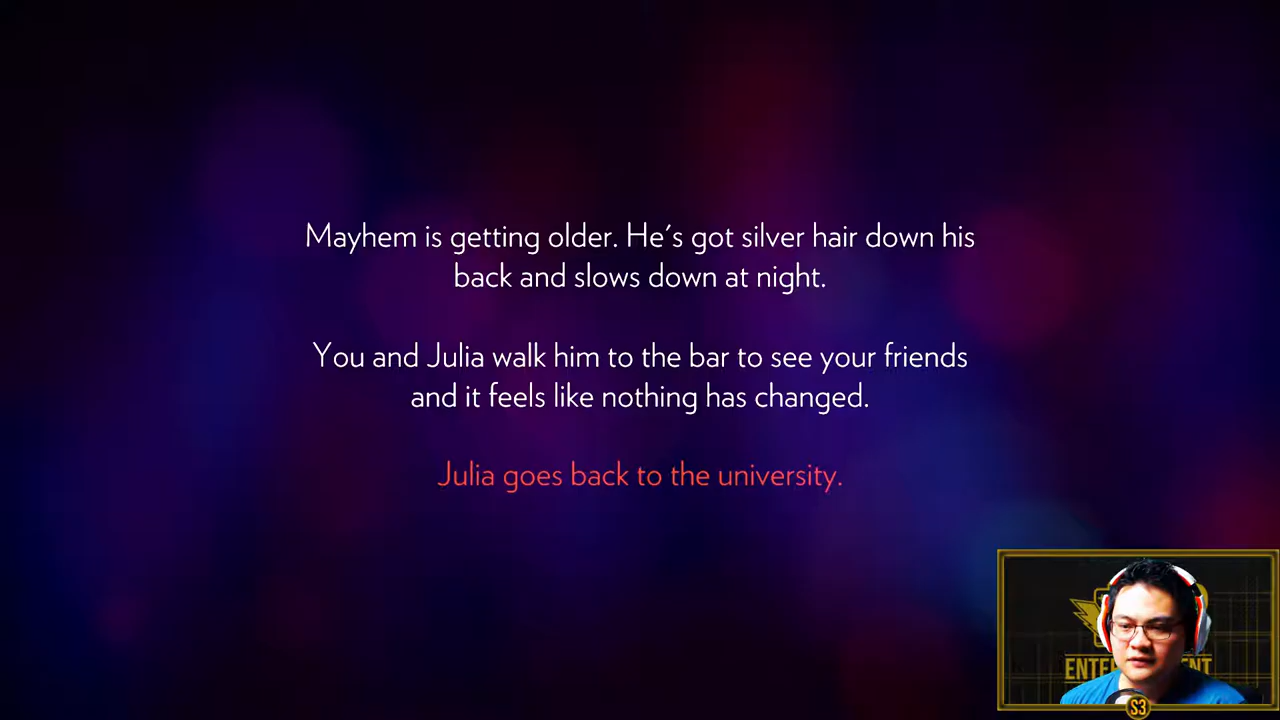 Mayhem is getting older. He's got silver hair down his
back and slows down at night.
You and Julia walk him to the bar to see your friends
and it feels like nothing has changed.
Julia goes back to the university.
S3